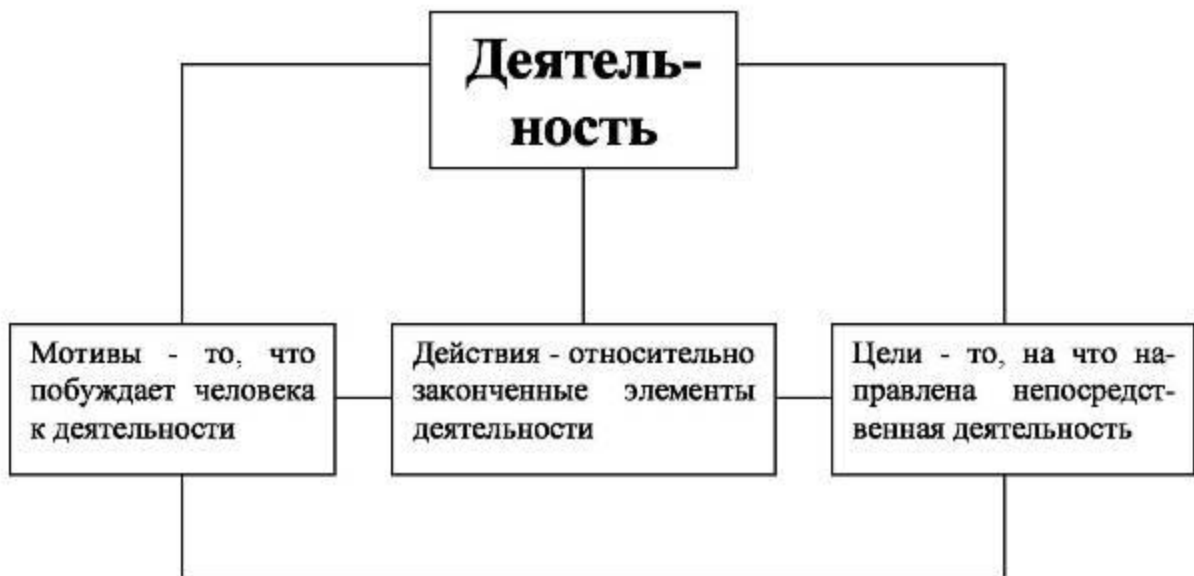 Деятель-
ность
Мотивы - то, что
побуждает человека
к деятельности
Действия - относительно
законченные элементы
деятельности
Цели - то, на что на-
правлена непосредст-
венная деятельность